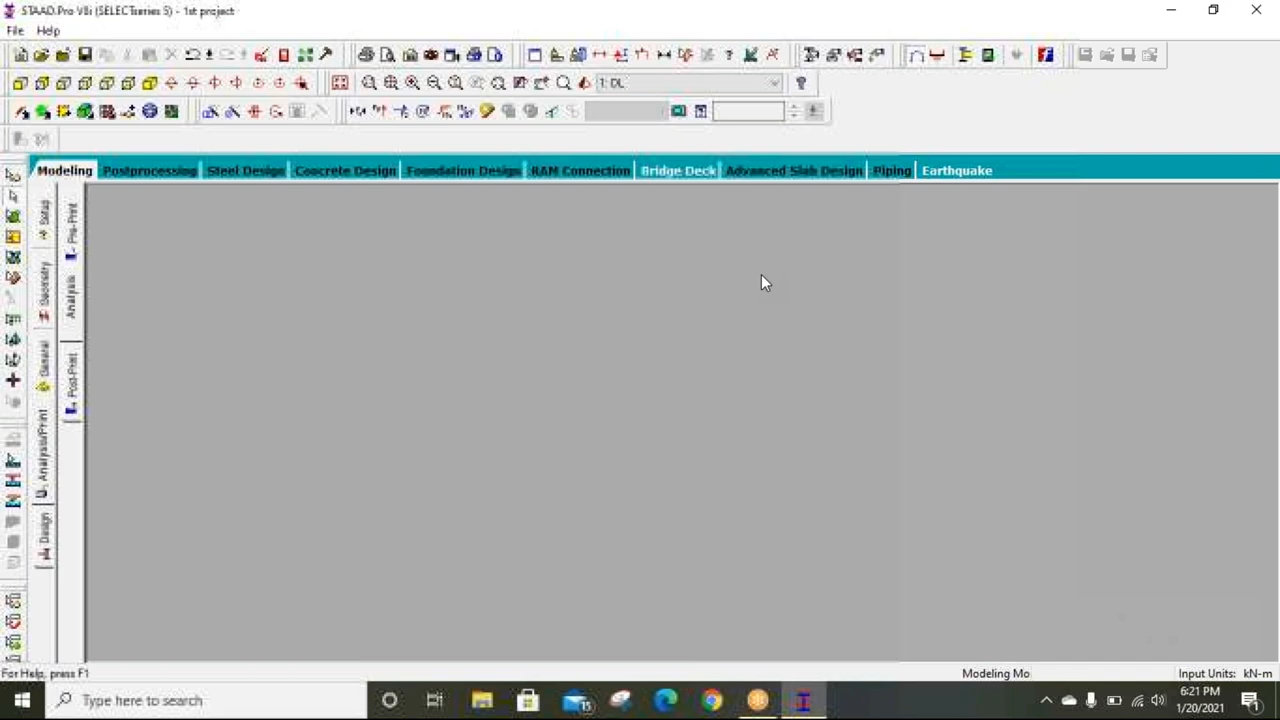 STAAD.Pro V8i (SELECTseries 5) - 1st project
File Help
1: DL
Modeling Postprocessing Steel Design Concrete Design Foundation Design RAM Connection Bridge Deck Advanced Slab Design Piping Earthquake
Setup
Geometry
General
Analysis/Print
Design
Pre-Print
Analysis
Post-Print
For Help, press F1
Modeling Mo
Input Units: kN-m
Type here to search
15
6:21 PM
1/20/2021
1